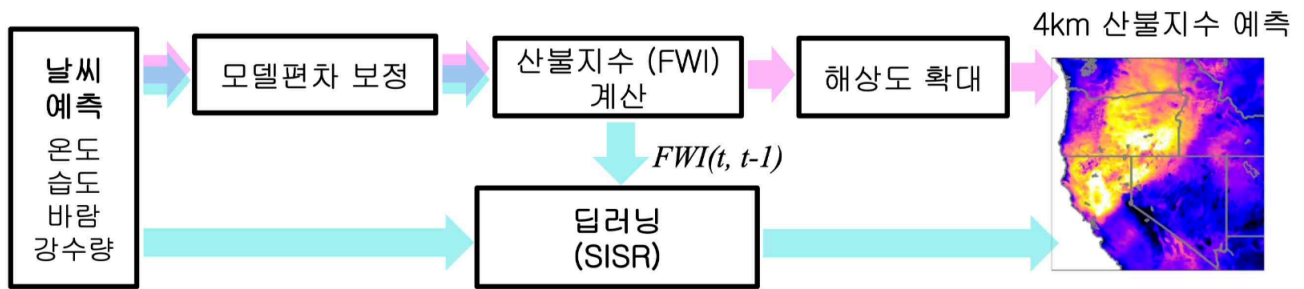 날씨
예측
온도
습도
바람
강수량
모델편차 보정
산불지수 (FWI)
계산
해상도 확대
4km 산불지수 예측
FWI(t, t-1)
딥러닝
(SISR)